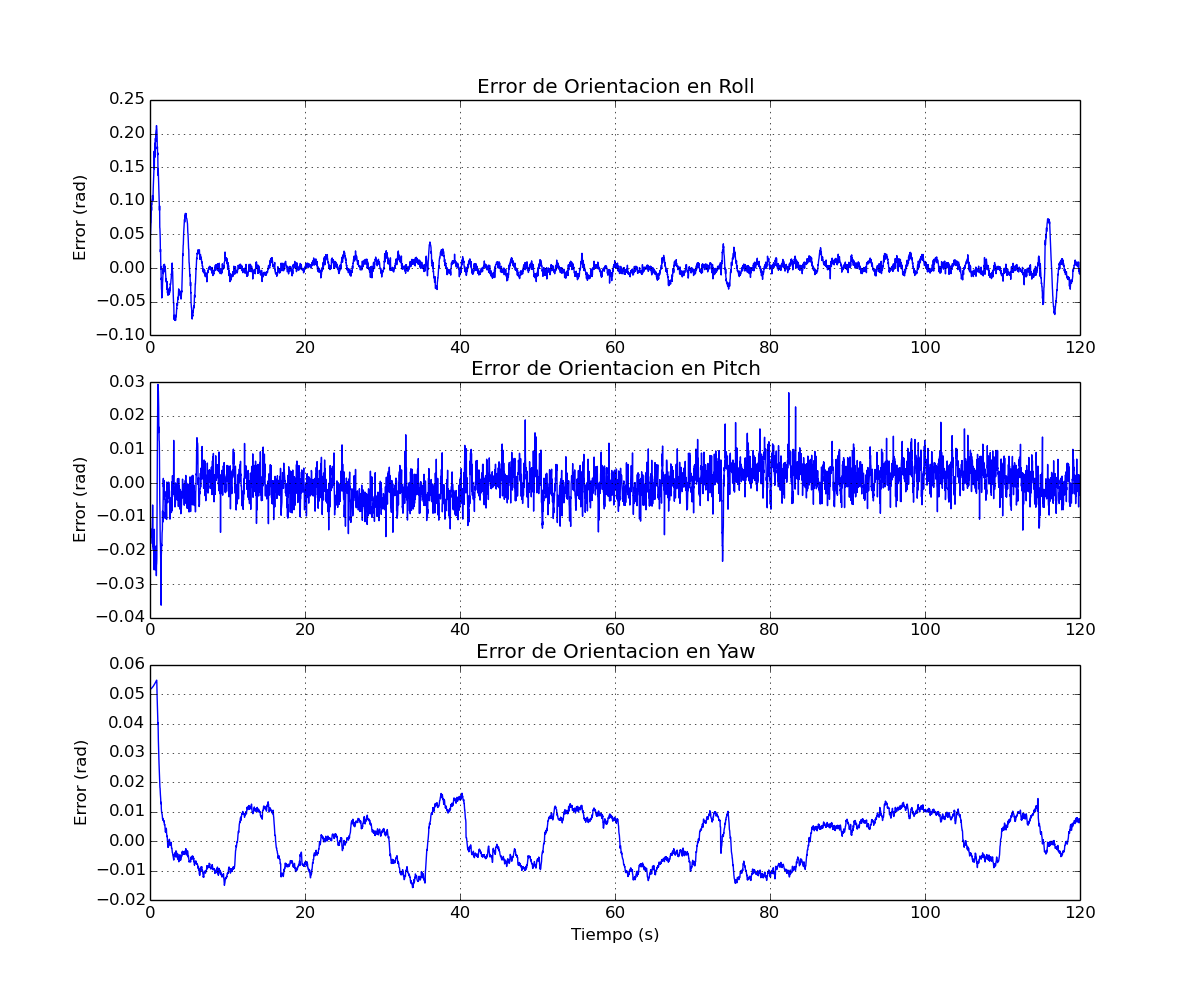 Error de Orientacion en Roll
0.25
0.20
0.15
0.10
0.05
0.00
−0.05
−0.10
Error (rad)
0 20 40 60 80 100 120
Error de Orientacion en Pitch
0.03
0.02
0.01
0.00
−0.01
−0.02
−0.03
−0.04
Error (rad)
0 20 40 60 80 100 120
Error de Orientacion en Yaw
0.06
0.05
0.04
0.03
0.02
0.01
0.00
−0.01
−0.02
Error (rad)
0 20 40 60 80 100 120
Tiempo (s)